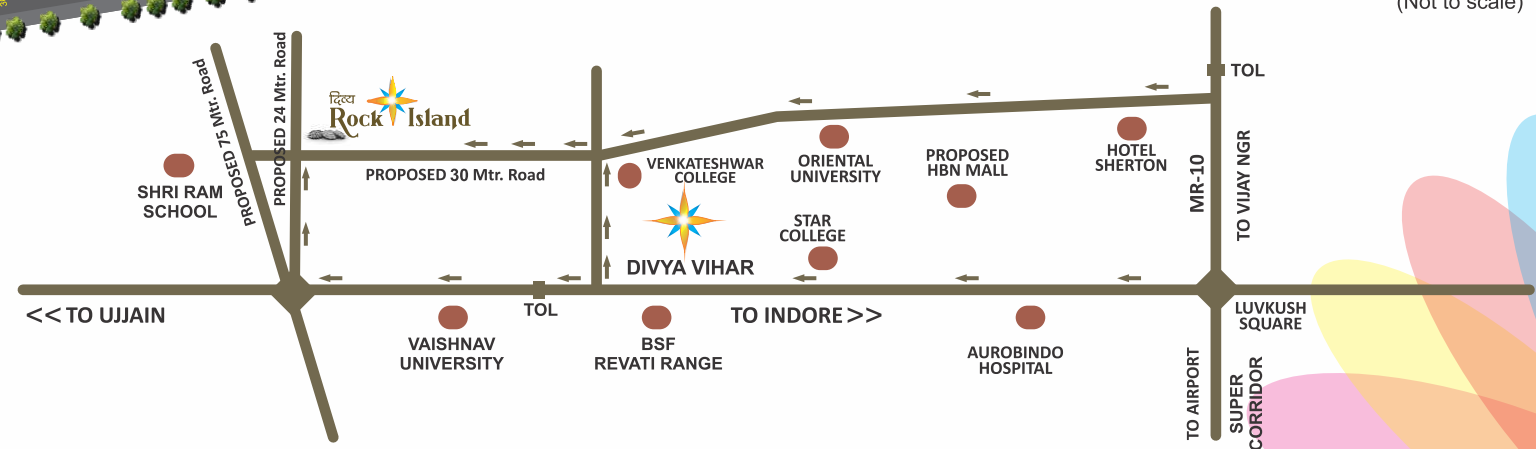 (Not to scale)
PROPOSED 75 Mtr. Road
PROPOSED 24 Mtr. Road
दिव्य
Rock Island
TOL
SHRI RAM
SCHOOL
PROPOSED 30 Mtr. Road
VENKATESHWAR
COLLEGE
ORIENTAL
UNIVERSITY
PROPOSED
HBN MALL
HOTEL
SHERTON
MR-10
TO VIJAY NGR
STAR
COLLEGE
DIVYA VIHAR
<< TO UJJAIN
TOL
TO INDORE >>
LUVKUSH
SQUARE
VAISHNAV
UNIVERSITY
BSF
REVATI RANGE
AUROBINDO
HOSPITAL
TO AIRPORT
SUPER
CORRIDOR